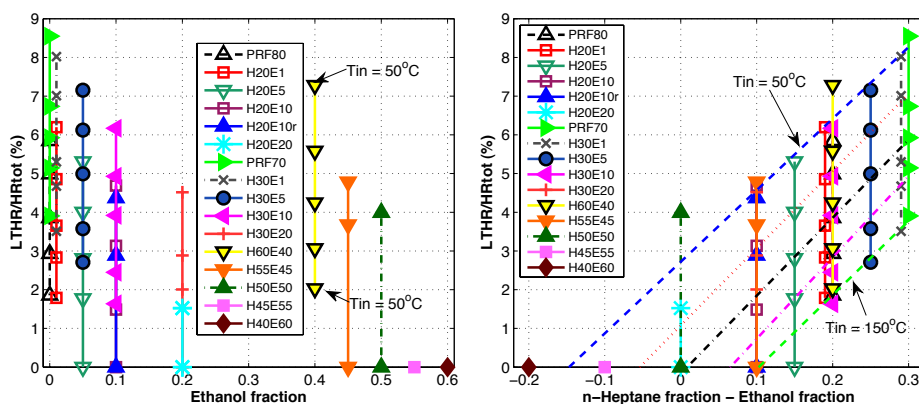 LTHR/HRtot (%)
9
8
7
6
5
4
3
2
1
0
0
0.1
0.2
0.3
0.4
0.5
0.6
Ethanol fraction
PRF80
H20E1
H20E5
H20E10
H20E10r
H20E20
PRF70
H30E1
H30E5
H30E10
H30E20
H60E40
H55E45
H50E50
H45E55
H40E60
Tin = 50°C
Tin = 50°C
LTHR/HRtot (%)
9
8
7
6
5
4
3
2
1
0
−0.2
−0.1
0
0.1
0.2
0.3
n−Heptane fraction − Ethanol fraction
PRF80
H20E1
H20E5
H20E10
H20E10r
H20E20
PRF70
H30E1
H30E5
H30E10
H30E20
H60E40
H55E45
H50E50
H45E55
H40E60
Tin = 50°C
Tin = 150°C